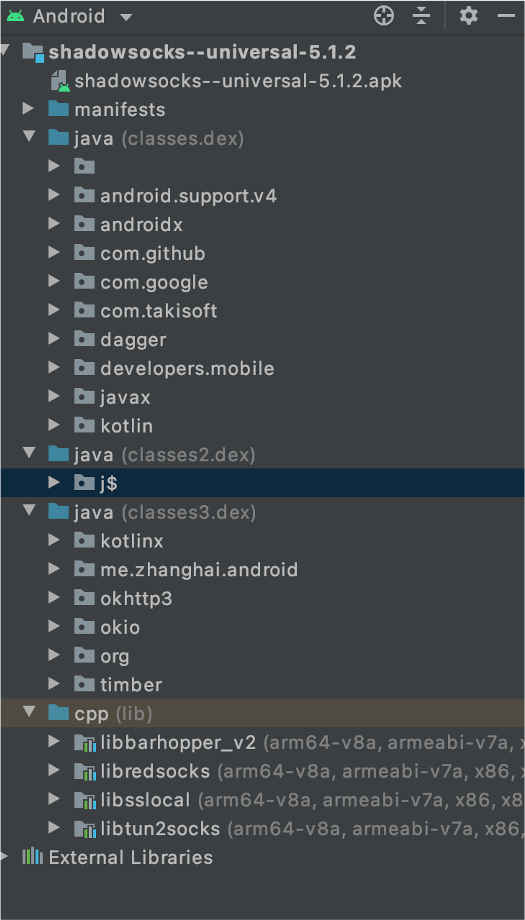 Android
shadowsocks--universal-5.1.2
shadowsocks--universal-5.1.2.apk
manifests
java (classes.dex)
android.support.v4
androidx
com.github
com.google
com.takisoft
dagger
developers.mobile
javax
kotlin
java (classes2.dex)
j$
java (classes3.dex)
kotlinx
me.zhanghai.android
okhttp3
okio
org
timber
cpp (lib)
libbarhopper_v2 (arm64-v8a, armeabi-v7a, x
libredsocks (arm64-v8a, armeabi-v7a, x86,
libsslocal (arm64-v8a, armeabi-v7a, x86, x8
libtun2socks (arm64-v8a, armeabi-v7a, x86,
External Libraries